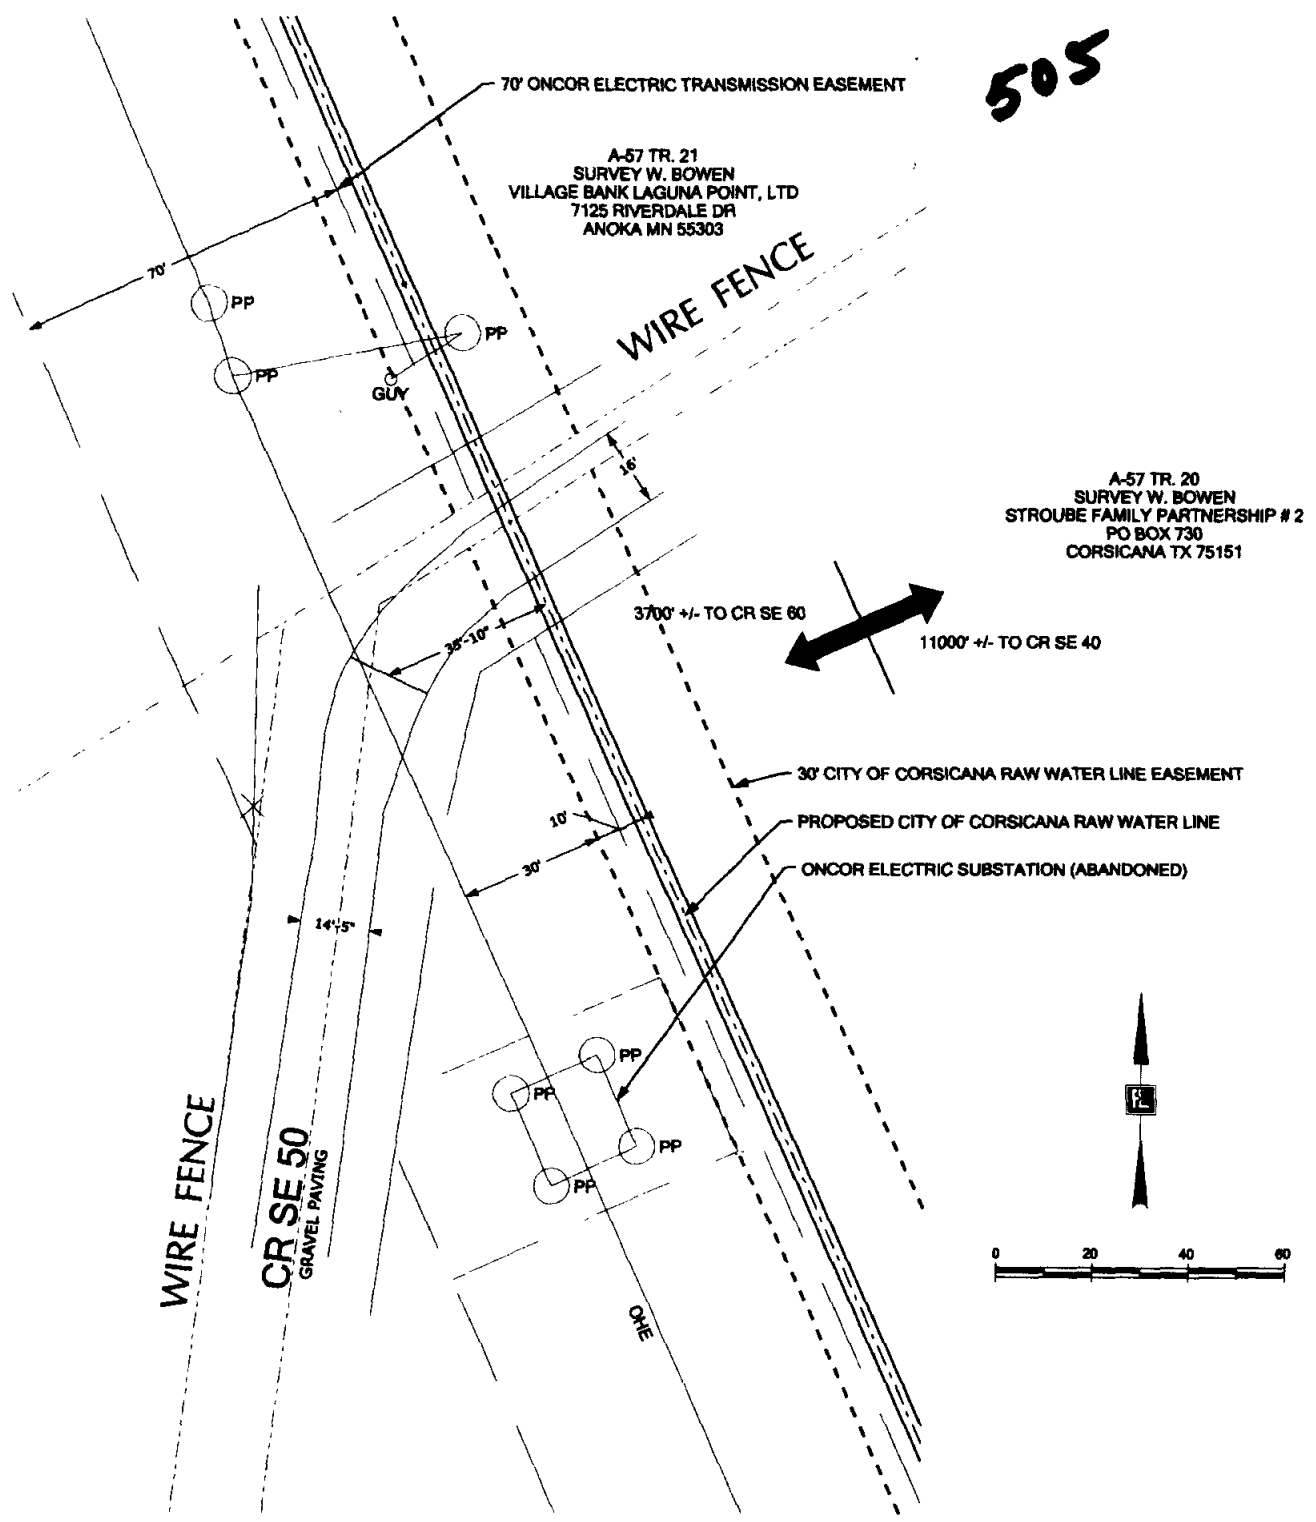 505
70' ONCOR ELECTRIC TRANSMISSION EASEMENT
A-57 TR. 21
SURVEY W. BOWEN
VILLAGE BANK LAGUNA POINT, LTD
7125 RIVERDALE DR
ANOKA MN 55303
WIRE FENCE
70'
PP
PP
PP
GUY
16'
A-57 TR. 20
SURVEY W. BOWEN
STROUBE FAMILY PARTNERSHIP # 2
PO BOX 730
CORSICANA TX 75151
3700' +/- TO CR SE 60
11000' +/- TO CR SE 40
35'-10"
30' CITY OF CORSICANA RAW WATER LINE EASEMENT
PROPOSED CITY OF CORSICANA RAW WATER LINE
ONCOR ELECTRIC SUBSTATION (ABANDONED)
10'
30'
14'-5"
PP
PP
PP
PP
WIRE FENCE
CR SE 50
GRAVEL PAVING
OHE
0 20 40 60